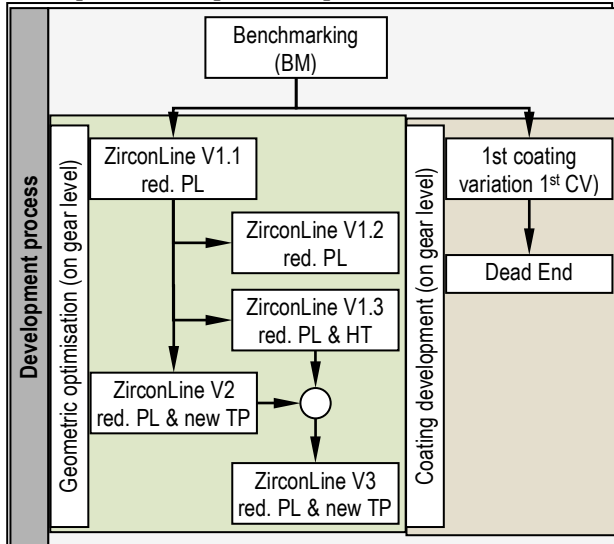 Benchmarking
(BM)
Development process
Geometric optimisation (on gear level)
ZirconLine V1.1
red. PL
ZirconLine V1.2
red. PL
ZirconLine V1.3
red. PL & HT
ZirconLine V2
red. PL & new TP
ZirconLine V3
red. PL & new TP
Coating development (on gear level)
1st coating
variation 1st CV)
Dead End